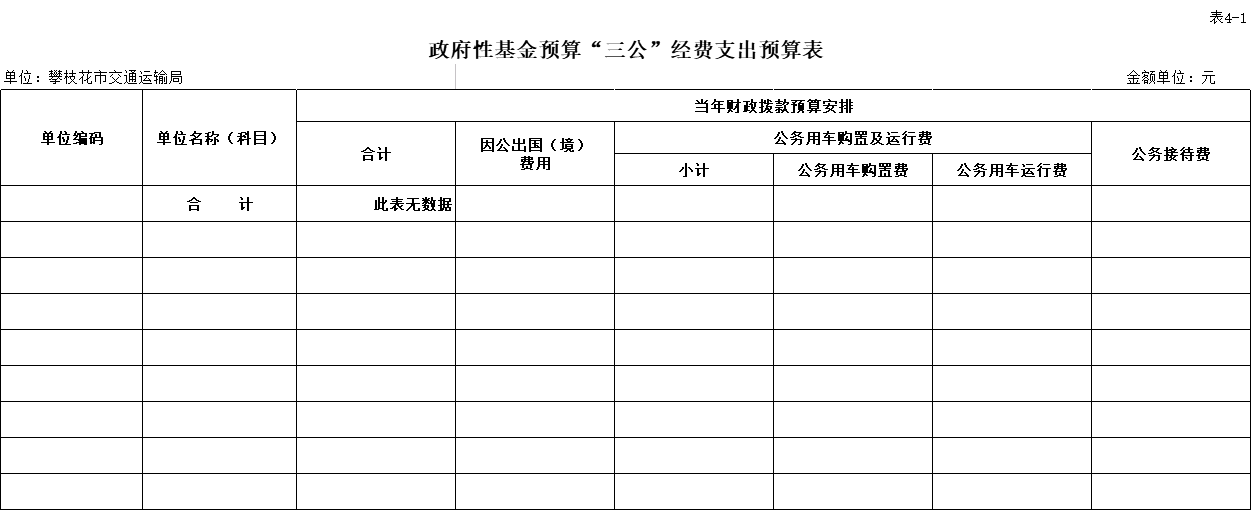 表4-1
政府性基金预算“三公”经费支出预算表
单位：攀枝花市交通运输局
金额单位：元
单位编码
单位名称（科目）
当年财政拨款预算安排
合计
因公出国（境）
费用
公务用车购置及运行费
公务接待费
小计
公务用车购置费
公务用车运行费
合 计
此表无数据